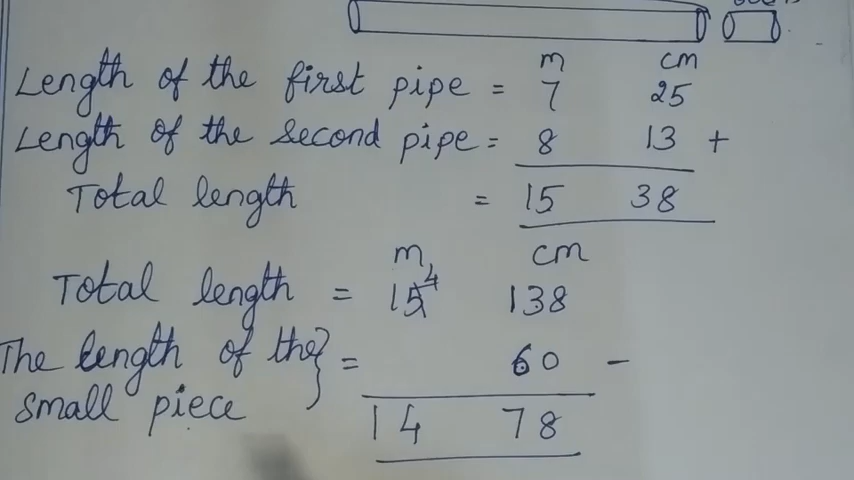 m cm
Length of the first pipe = 7 25
Length of the second pipe = 8 13 +
Total length = 15 38
m cm
Total length = 15 4 138
The length of the } = 60 -
small piece
14 78